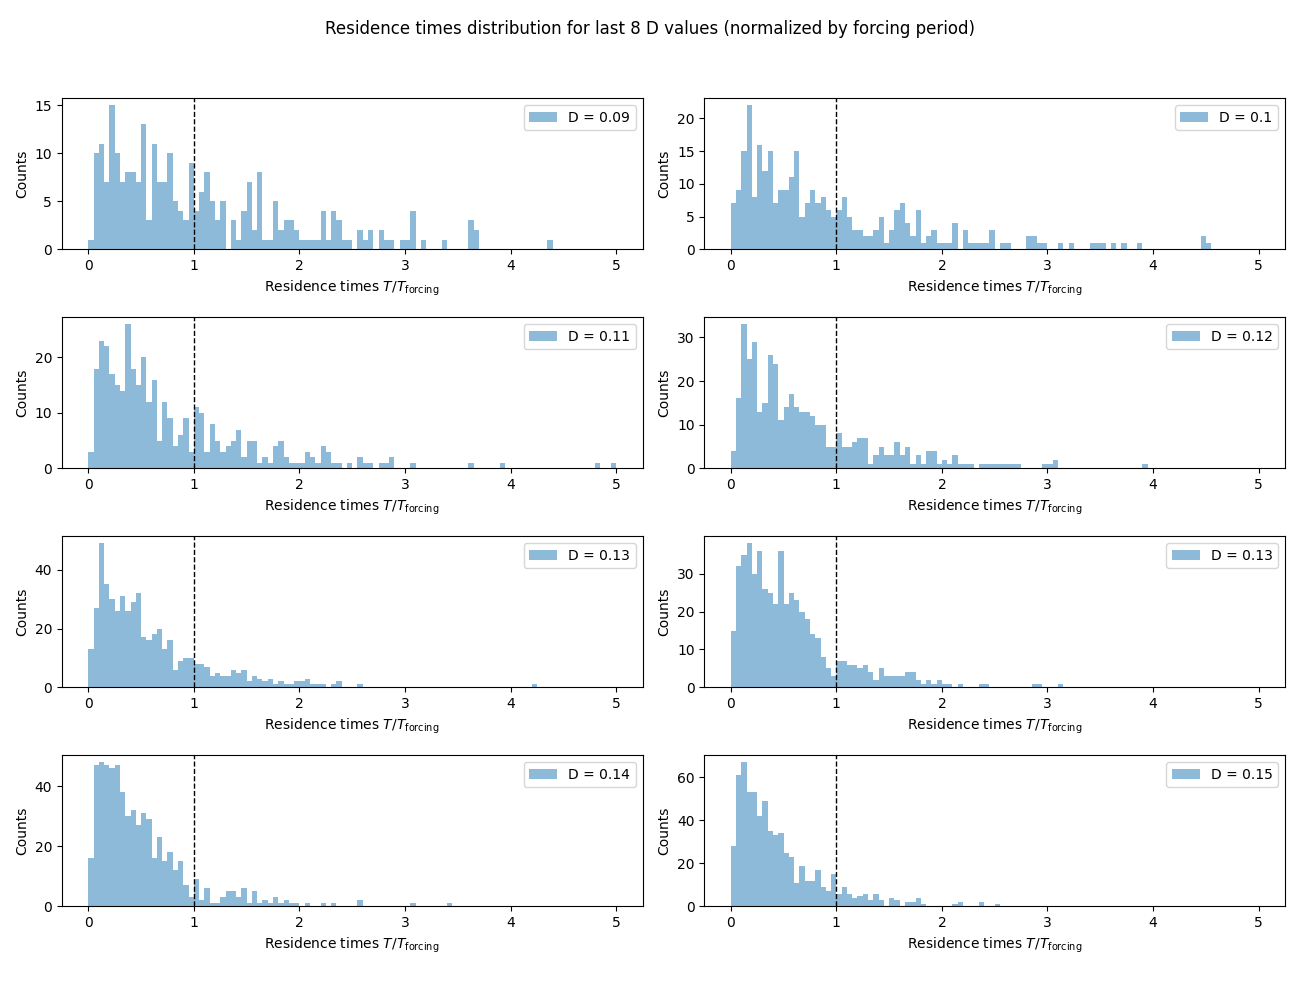 Residence times distribution for last 8 D values (normalized by forcing period)
Counts
15
10
5
0
D = 0.09
0 1 2 3 4 5
Residence times T/T_forcing
Counts
20
15
10
5
0
D = 0.1
0 1 2 3 4 5
Residence times T/T_forcing
Counts
20
10
0
D = 0.11
0 1 2 3 4 5
Residence times T/T_forcing
Counts
30
20
10
0
D = 0.12
0 1 2 3 4 5
Residence times T/T_forcing
Counts
40
20
0
D = 0.13
0 1 2 3 4 5
Residence times T/T_forcing
Counts
30
20
10
0
D = 0.13
0 1 2 3 4 5
Residence times T/T_forcing
Counts
40
20
0
D = 0.14
0 1 2 3 4 5
Residence times T/T_forcing
Counts
60
40
20
0
D = 0.15
0 1 2 3 4 5
Residence times T/T_forcing